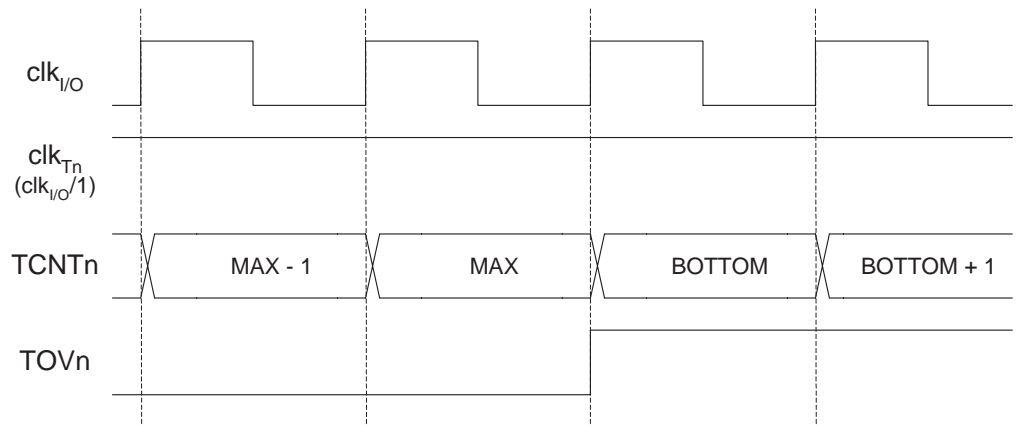 clkI/O
clkTn
(clkI/O/1)
TCNTn MAX - 1 MAX BOTTOM BOTTOM + 1
TOVn